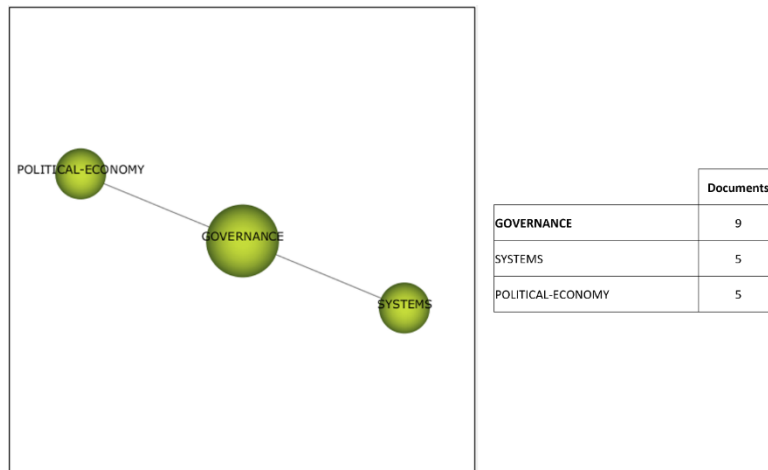 POLITICAL-ECONOMY
GOVERNANCE
SYSTEMS
Documents
GOVERNANCE 9
SYSTEMS 5
POLITICAL-ECONOMY 5